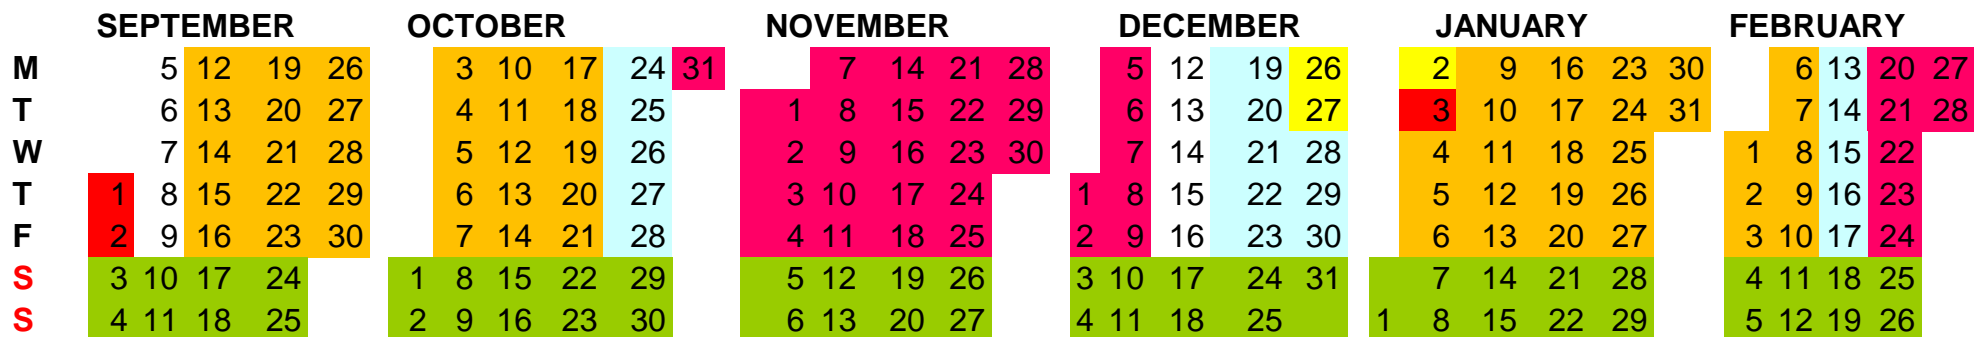 SEPTEMBER OCTOBER NOVEMBER DECEMBER JANUARY FEBRUARY
M 5 12 19 26 3 10 17 24 31 7 14 21 28 5 12 19 26 2 9 16 23 30 6 13 20 27
T 6 13 20 27 4 11 18 25 1 8 15 22 29 6 13 20 27 3 10 17 24 31 7 14 21 28
W 7 14 21 28 5 12 19 26 2 9 16 23 30 7 14 21 28 4 11 18 25 1 8 15 22
T 1 8 15 22 29 6 13 20 27 3 10 17 24 1 8 15 22 29 5 12 19 26 2 9 16 23
F 2 9 16 23 30 7 14 21 28 4 11 18 25 2 9 16 23 30 6 13 20 27 3 10 17 24
S 3 10 17 24 1 8 15 22 29 5 12 19 26 3 10 17 24 31 7 14 21 28 4 11 18 25
S 4 11 18 25 2 9 16 23 30 6 13 20 27 4 11 18 25 1 8 15 22 29 5 12 19 26